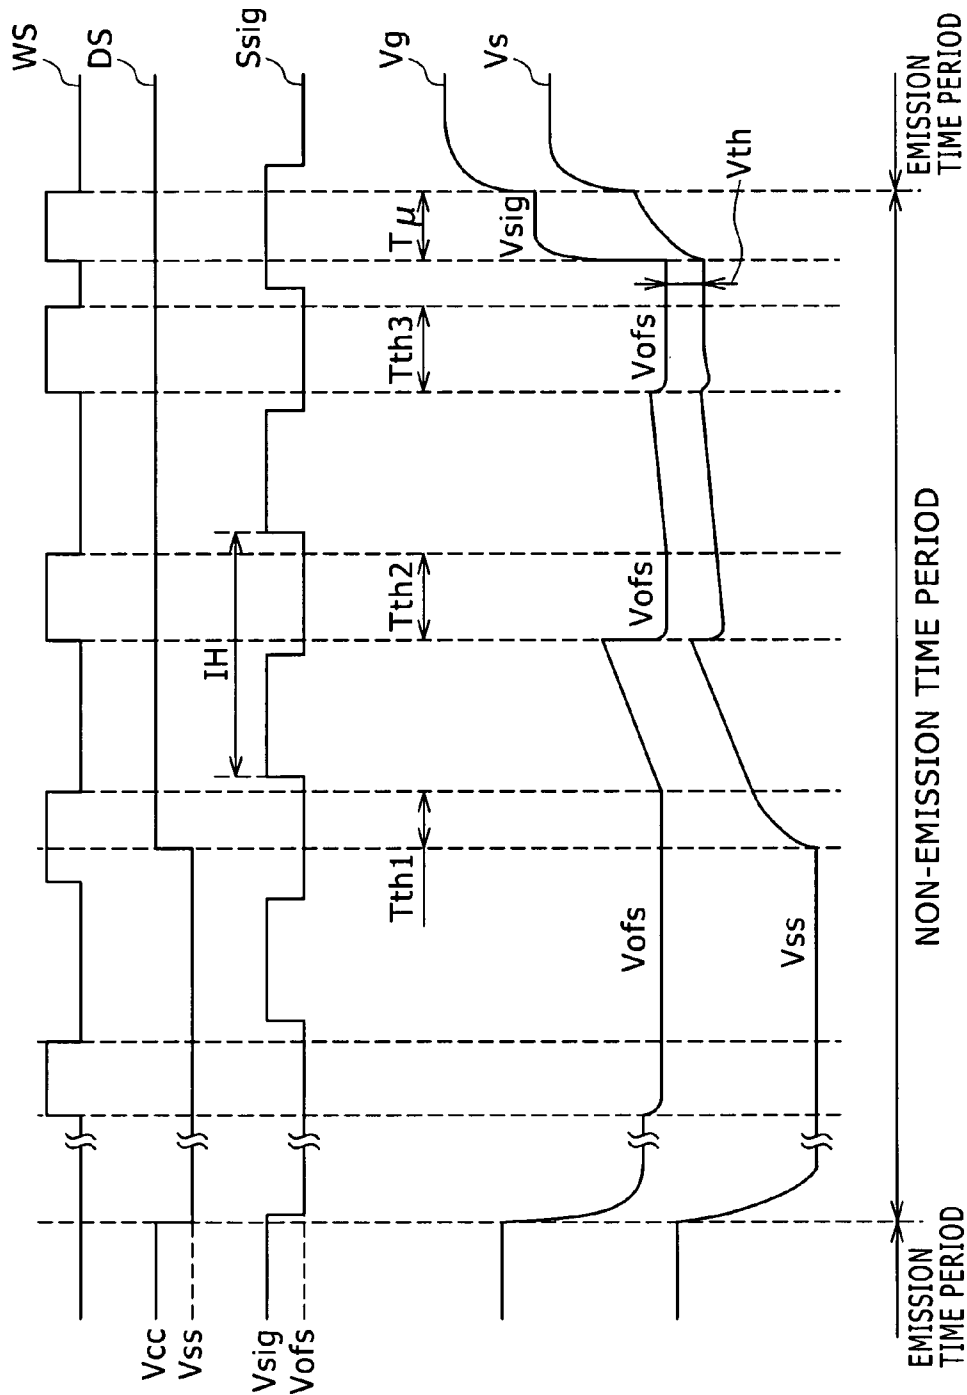 WS
DS
Ssig
Vg
Vs
Vcc
Vss
Vsig
Vofs
IH
Tth1
Tth2
Tth3
Tμ
Vofs
Vofs
Vofs
Vsig
Vss
Vth
EMISSION
TIME PERIOD
NON-EMISSION TIME PERIOD
EMISSION
TIME PERIOD